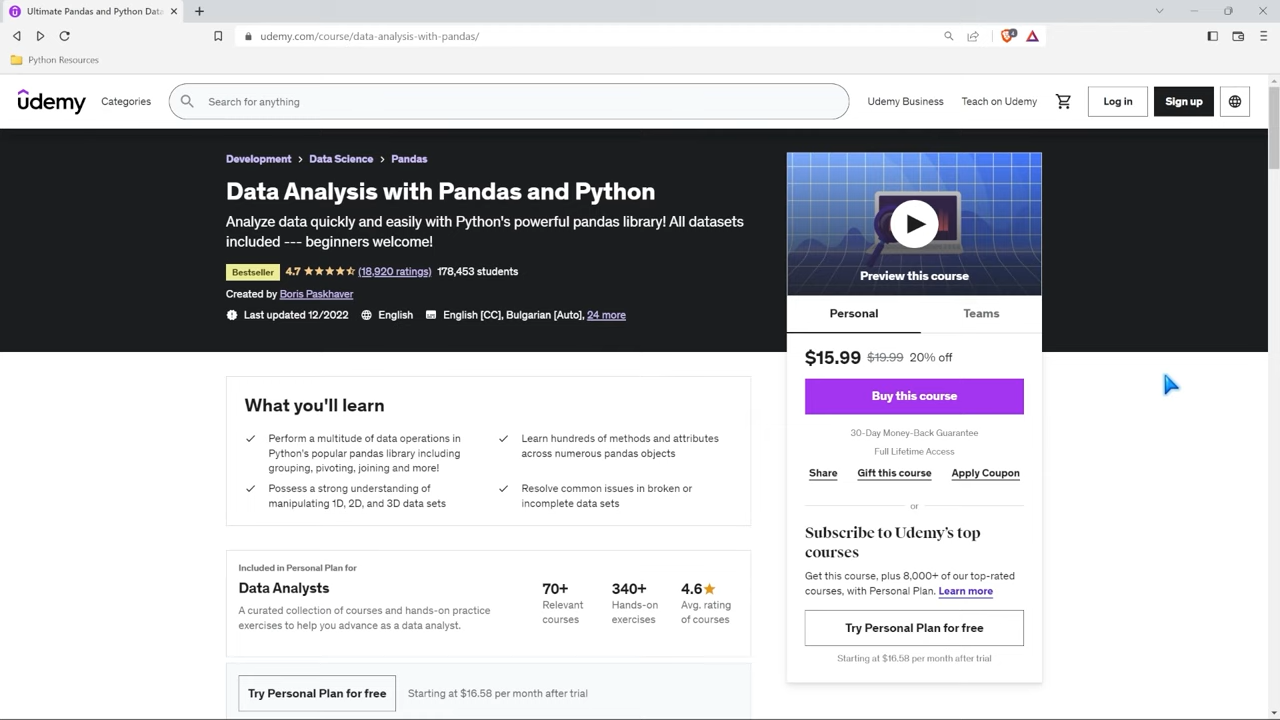 Ultimate Pandas and Python Data
udemy.com/course/data-analysis-with-pandas/
4
Python Resources
ûdemy
Categories
Search for anything
Udemy Business
Teach on Udemy
Log in
Sign up
Development > Data Science > Pandas
Data Analysis with Pandas and Python
Analyze data quickly and easily with Python's powerful pandas library! All datasets
included --- beginners welcome!
Bestseller 4.7 (18,920 ratings) 178,453 students
Created by Boris Paskhaver
Last updated 12/2022 English English [CC], Bulgarian [Auto], 24 more
Preview this course
Personal Teams
$15.99 $19.99 20% off
Buy this course
30-Day Money-Back Guarantee
Full Lifetime Access
Share Gift this course Apply Coupon
or
Subscribe to Udemy's top
courses
Get this course, plus 8,000+ of our top-rated
courses, with Personal Plan. Learn more
Try Personal Plan for free
Starting at $16.58 per month after trial
What you'll learn
Perform a multitude of data operations in
Python's popular pandas library including
grouping, pivoting, joining and more!
Learn hundreds of methods and attributes
across numerous pandas objects
Possess a strong understanding of
manipulating 1D, 2D, and 3D data sets
Resolve common issues in broken or
incomplete data sets
Included in Personal Plan for
Data Analysts
A curated collection of courses and hands-on practice
exercises to help you advance as a data analyst.
70+
Relevant
courses
340+
Hands-on
exercises
4.6
Avg. rating
of courses
Try Personal Plan for free
Starting at $16.58 per month after trial